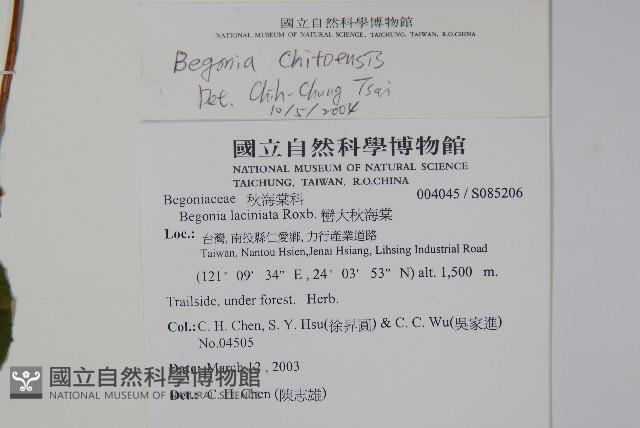 國立自然科學博物館
NATIONAL MUSEUM OF NATURAL SCIENCE, TAICHUNG, TAIWAN, R.O.CHINA
Begonia chitoensis
Det. Chih-Chung Tsai
10/5/2004
國立自然科學博物館
NATIONAL MUSEUM OF NATURAL SCIENCE
TAICHUNG, TAIWAN, R.O.CHINA
Begoniaceae 秋海棠科 004045 / S085206
Begonia laciniata Roxb. 巒大秋海棠
Loc.: 台灣, 南投縣仁愛鄉, 力行產業道路
Taiwan, Nantou Hsien, Jenai Hsiang, Lihsing Industrial Road
(121° 09' 34" E , 24° 03' 53" N) alt. 1,500 m.
Trailside, under forest. Herb.
Col.: C. H. Chen, S. Y. Hsu(徐昇圓) & C. C. Wu(吳家進)
No.04505
Date: March 12 , 2003
Det.: C. H. Chen (陳志雄)
國立自然科學博物館
NATIONAL MUSEUM OF NATURAL SCIENCE